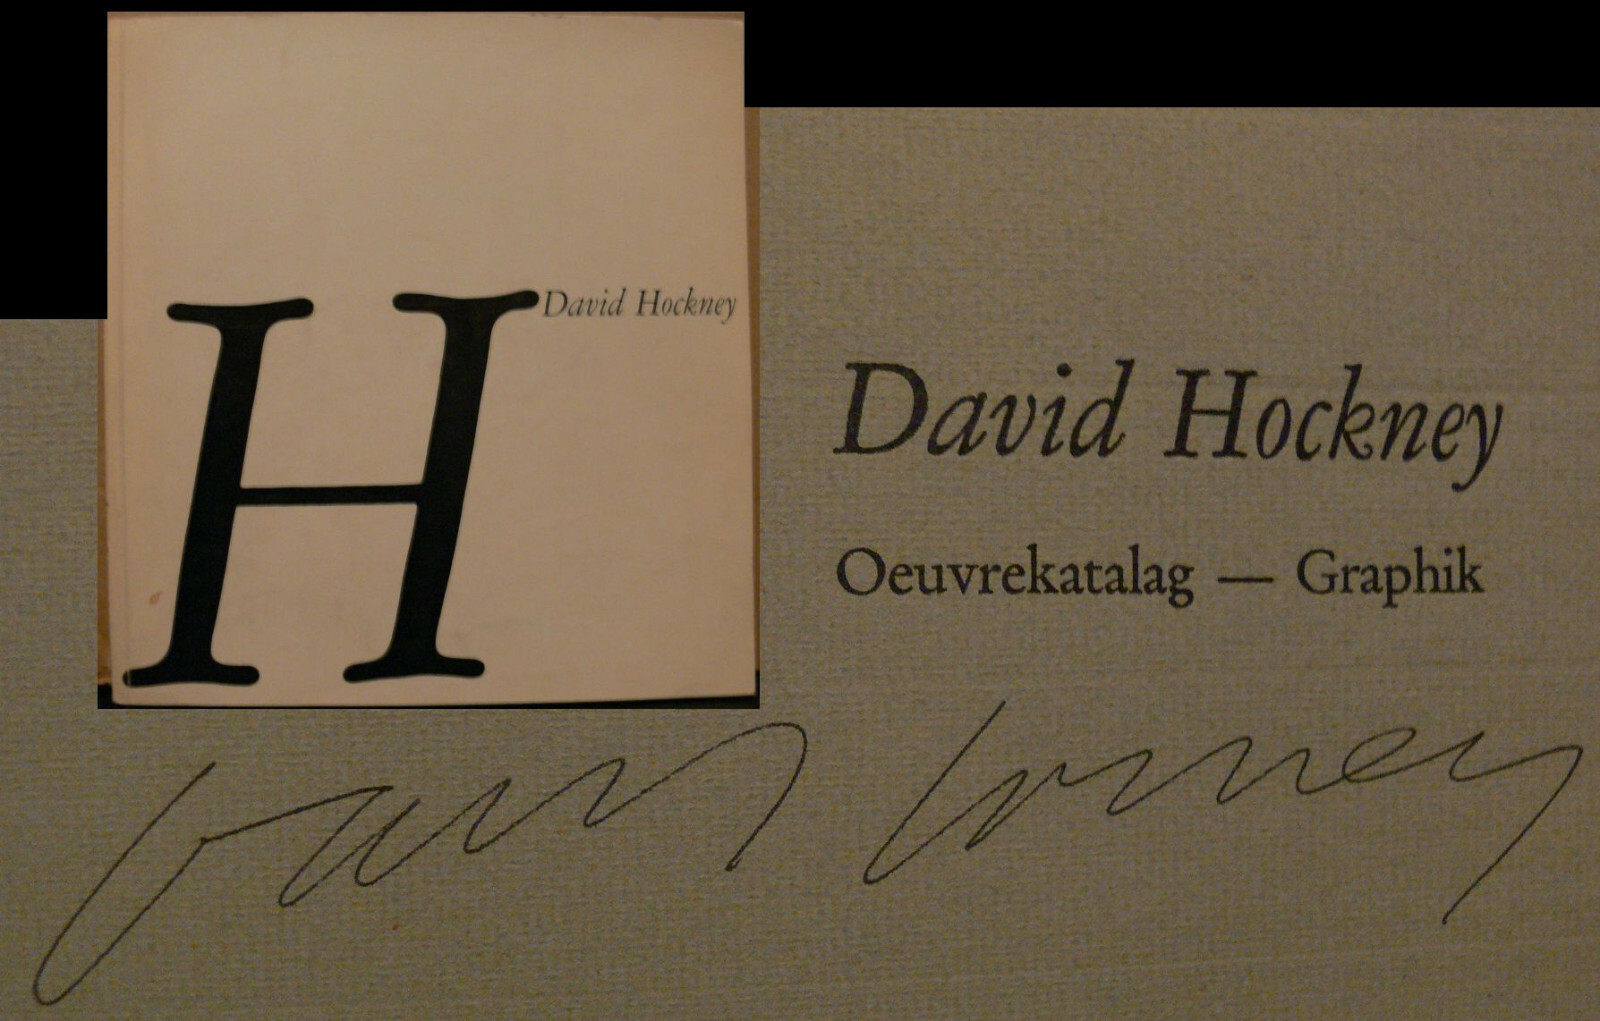 H
David Hockney
David Hockney
Oeuvrekatalag — Graphik